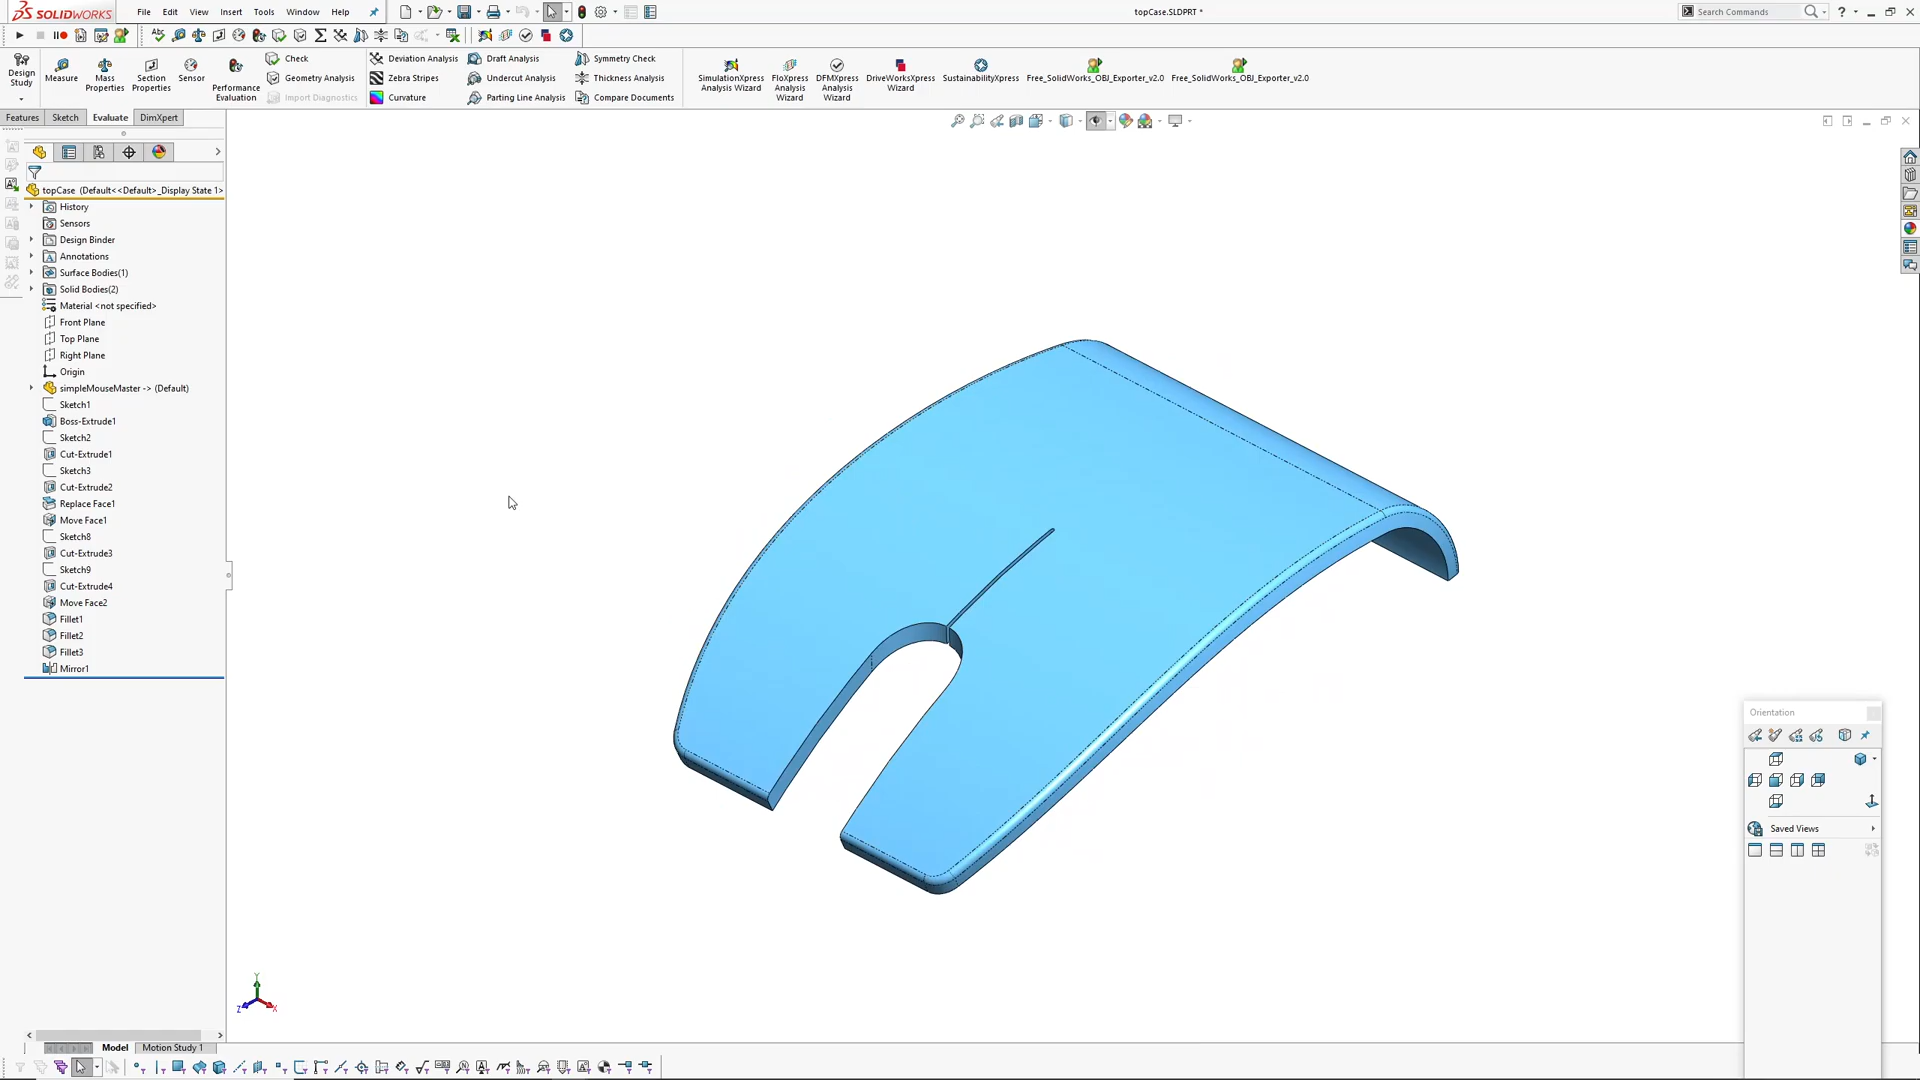 SOLIDWORKS File Edit View Insert Tools Window Help topCase.SLDPRT * Search Commands
Design Study
Measure
Mass Properties
Section Properties
Sensor
Performance Evaluation
Check
Geometry Analysis
Import Diagnostics
Deviation Analysis
Zebra Stripes
Curvature
Draft Analysis
Undercut Analysis
Parting Line Analysis
Symmetry Check
Thickness Analysis
Compare Documents
SimulationXpress Analysis Wizard
FloXpress Analysis Wizard
DFMXpress Analysis Wizard
DriveWorksXpress Wizard
SustainabilityXpress
Free_SolidWorks_OBJ_Exporter_v2.0
Free_SolidWorks_OBJ_Exporter_v2.0
Features Sketch Evaluate DimXpert
topCase (Default<<Default>_Display State 1>
History
Sensors
Design Binder
Annotations
Surface Bodies(1)
Solid Bodies(2)
Material <not specified>
Front Plane
Top Plane
Right Plane
Origin
simpleMouseMaster -> (Default)
Sketch1
Boss-Extrude1
Sketch2
Cut-Extrude1
Sketch3
Cut-Extrude2
Replace Face1
Move Face1
Sketch8
Cut-Extrude3
Sketch9
Cut-Extrude4
Move Face2
Fillet1
Fillet2
Fillet3
Mirror1
Orientation
Saved Views
Y
Z X
Model Motion Study 1